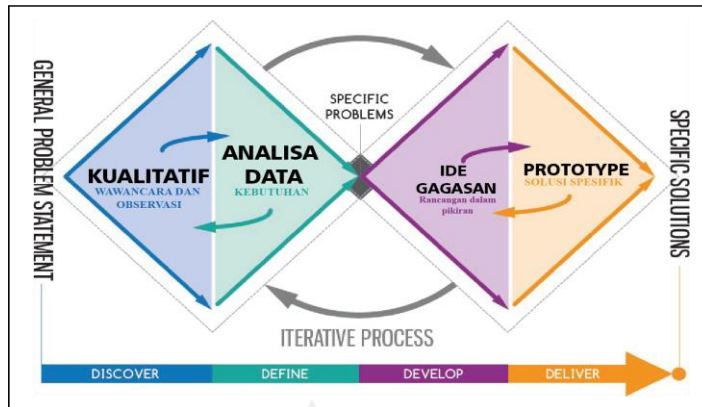 GENERAL PROBLEM STATEMENT
KUALITATIF
WAWANCARA DAN
OBSERVASI
ANALISA
DATA
KEBUTUHAN
SPECIFIC
PROBLEMS
IDE
GAGASAN
Rancangan dalam
pikiran
PROTOTYPE
SOLUSI SPESIFIK
SPECIFIC SOLUTIONS
ITERATIVE PROCESS
DISCOVER
DEFINE
DEVELOP
DELIVER